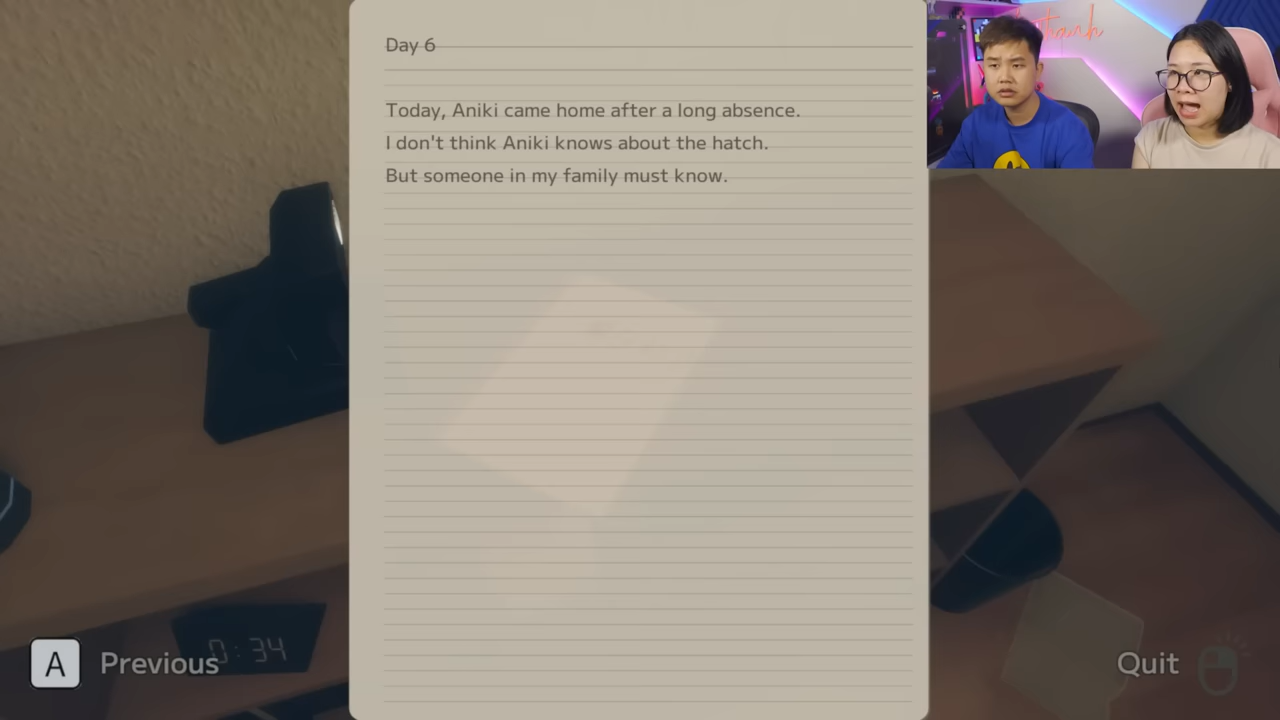 Day 6
Today, Aniki came home after a long absence.
I don't think Aniki knows about the hatch.
But someone in my family must know.
0:34
A Previous
Quit